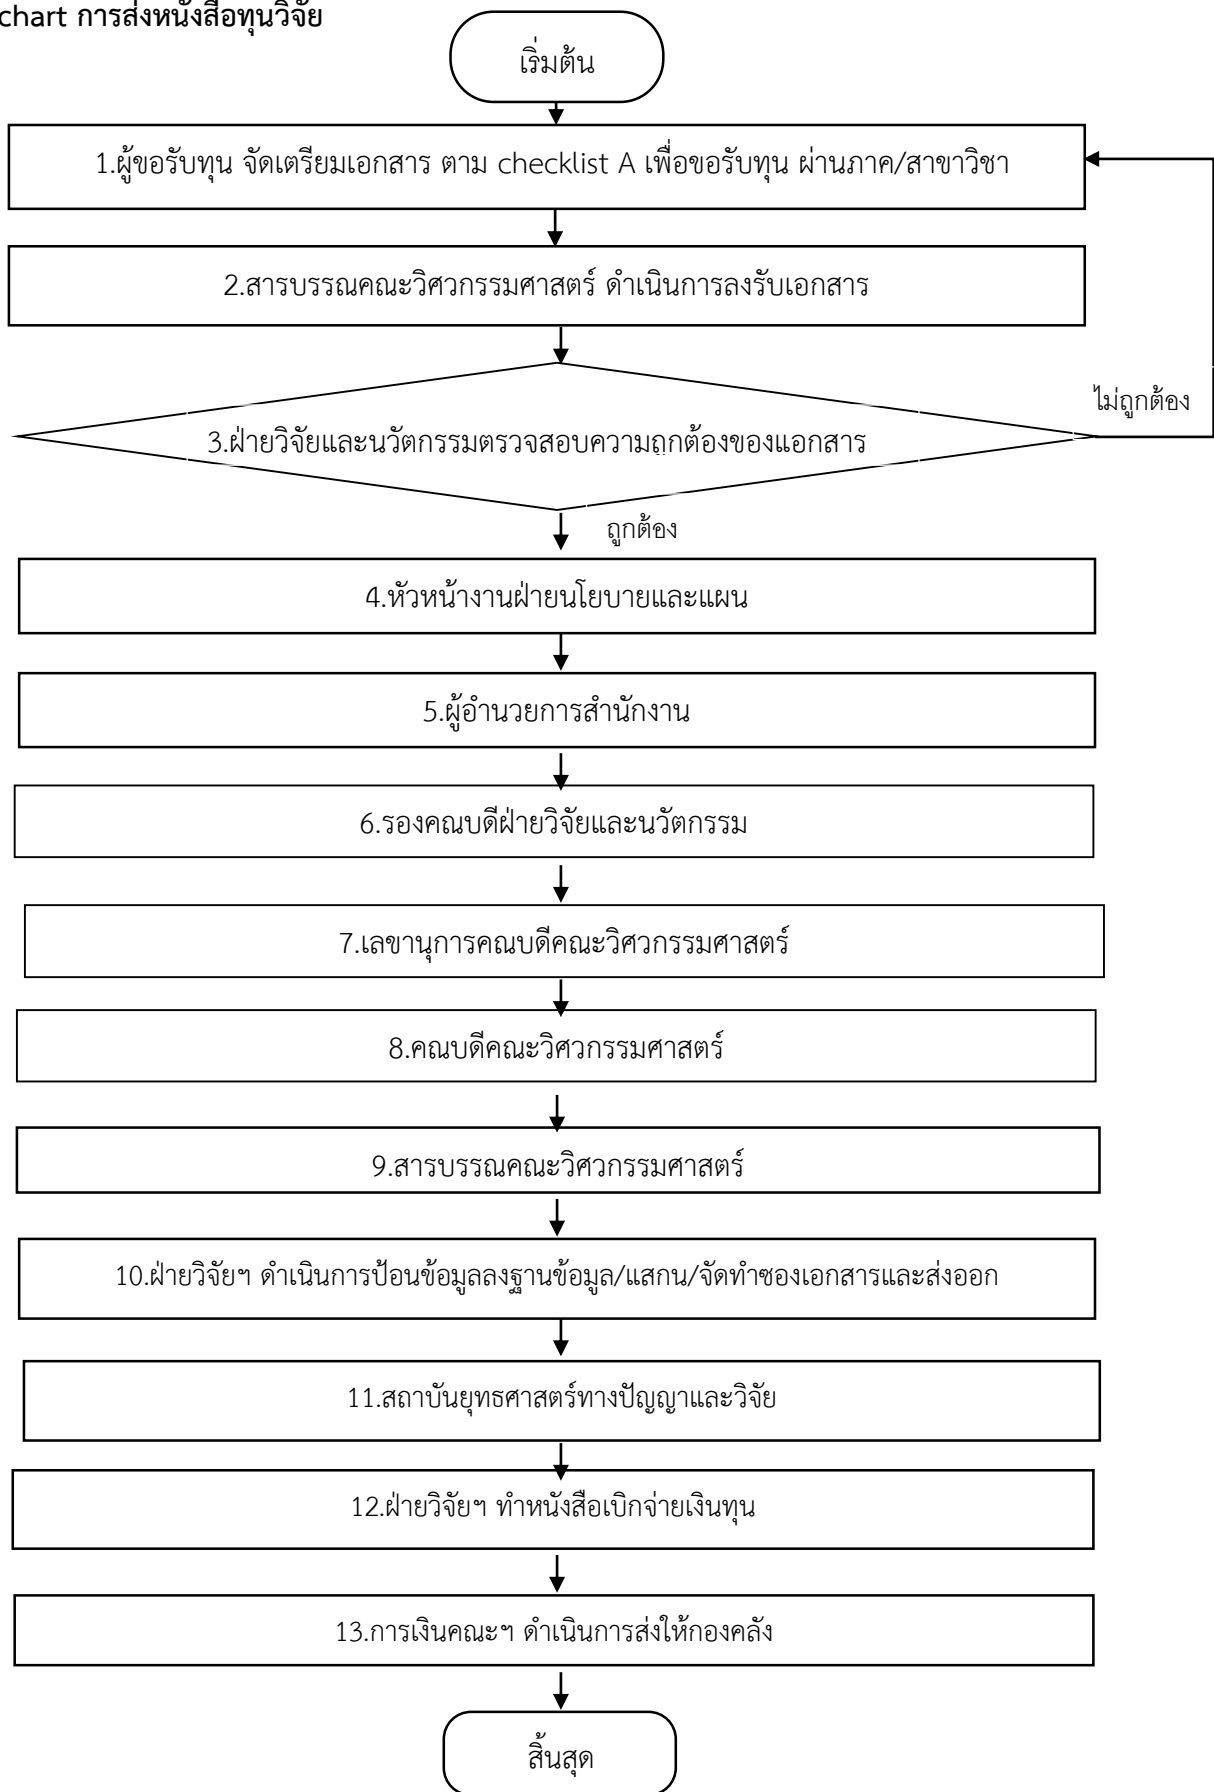 chart การส่งหนังสือทุนวิจัย
เริ่มต้น
1.ผู้ขอรับทุน จัดเตรียมเอกสาร ตาม checklist A เพื่อขอรับทุน ผ่านภาค/สาขาวิชา
2.สารบรรณคณะวิศวกรรมศาสตร์ ดำเนินการลงรับเอกสาร
ไม่ถูกต้อง
3.ฝ่ายวิจัยและนวัตกรรมตรวจสอบความถูกต้องของแอกสาร
ถูกต้อง
4.หัวหน้างานฝ่ายนโยบายและแผน
5.ผู้อำนวยการสำนักงาน
6.รองคณบดีฝ่ายวิจัยและนวัตกรรม
7.เลขานุการคณบดีคณะวิศวกรรมศาสตร์
8.คณบดีคณะวิศวกรรมศาสตร์
9.สารบรรณคณะวิศวกรรมศาสตร์
10.ฝ่ายวิจัยฯ ดำเนินการป้อนข้อมูลลงฐานข้อมูล/แสกน/จัดทำซองเอกสารและส่งออก
11.สถาบันยุทธศาสตร์ทางปัญญาและวิจัย
12.ฝ่ายวิจัยฯ ทำหนังสือเบิกจ่ายเงินทุน
13.การเงินคณะฯ ดำเนินการส่งให้กองคลัง
สิ้นสุด